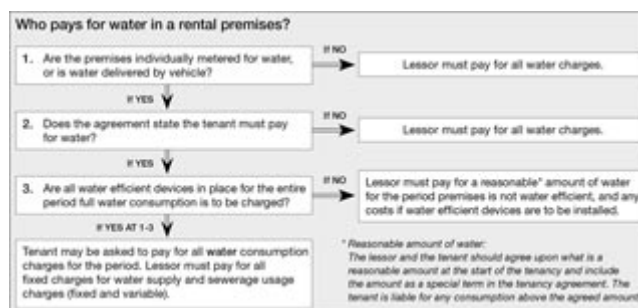 Who pays for water in a rental premises?
1. Are the premises individually metered for water,
or is water delivered by vehicle?
If NO
Lessor must pay for all water charges.
If YES
2. Does the agreement state the tenant must pay
for water?
If NO
Lessor must pay for all water charges.
If YES
3. Are all water efficient devices in place for the entire
period full water consumption is to be charged?
If NO
Lessor must pay for a reasonable* amount of water
for the period premises is not water efficient, and any
costs if water efficient devices are to be installed.
If YES AT 1-3
Tenant may be asked to pay for all water consumption
charges for the period. Lessor must pay for all
fixed charges for water supply and sewerage usage
charges (fixed and variable).
* Reasonable amount of water:
The lessor and the tenant should agree upon what is a
reasonable amount at the start of the tenancy and include
the amount as a special term in the tenancy agreement. The
tenant is liable for any consumption above the agreed amount